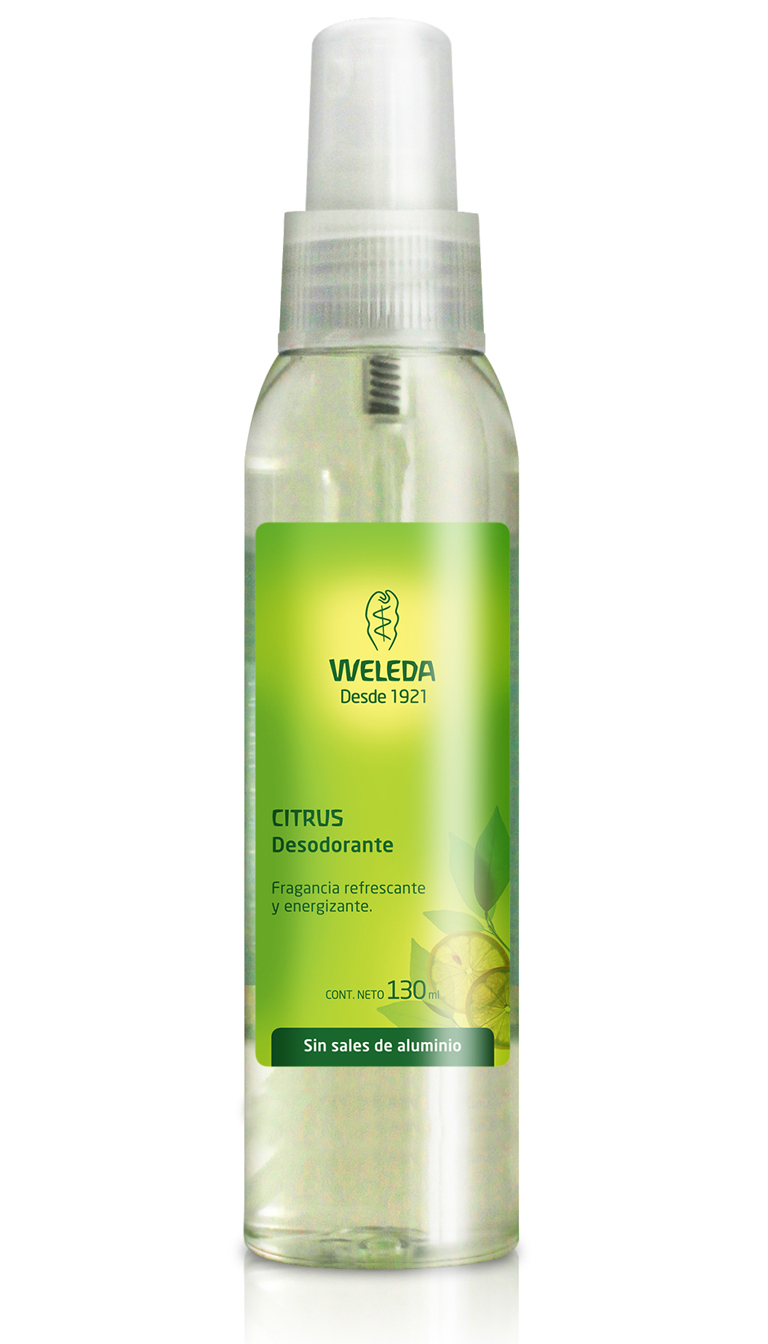 WELEDA
Desde 1921
CITRUS
Desodorante
Fragancia refrescante
y energizante.
CONT. NETO 130 ml
Sin sales de aluminio